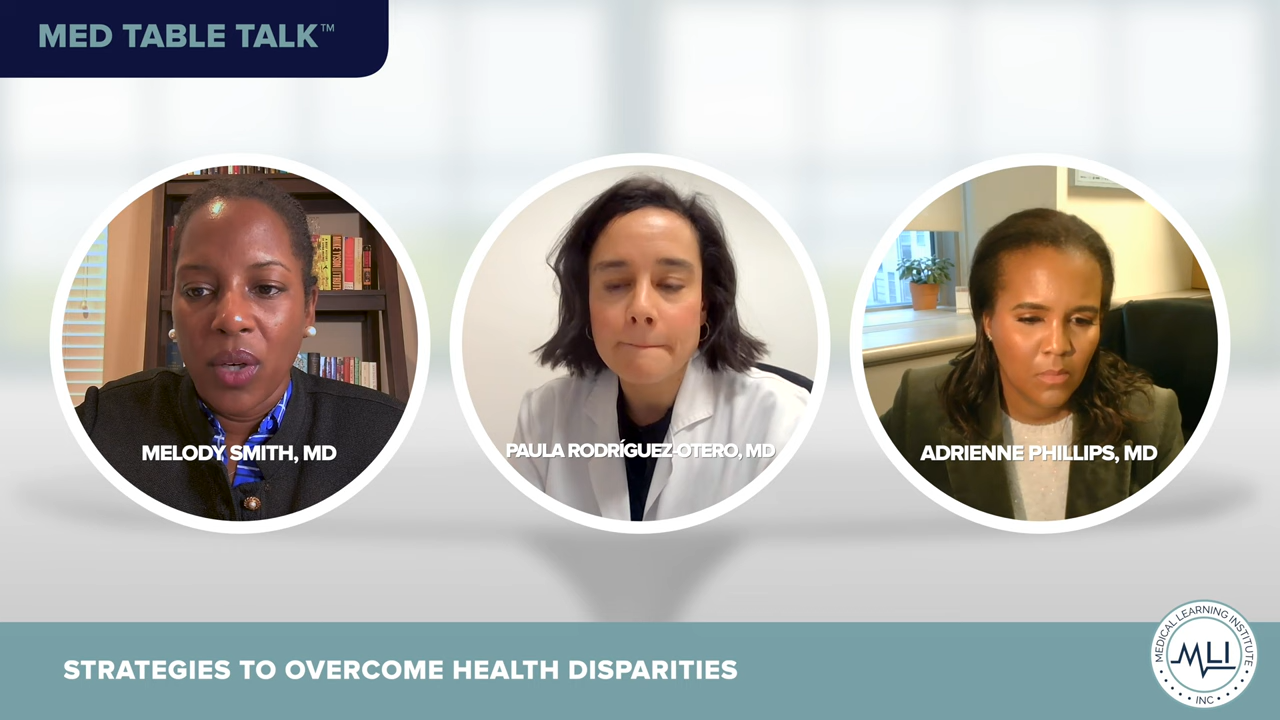 MED TABLE TALK™
MELODY SMITH, MD
PAULA RODRÍGUEZ-OTERO, MD
ADRIENNE PHILLIPS, MD
STRATEGIES TO OVERCOME HEALTH DISPARITIES
MEDICAL LEARNING INSTITUTE
MLI
INC